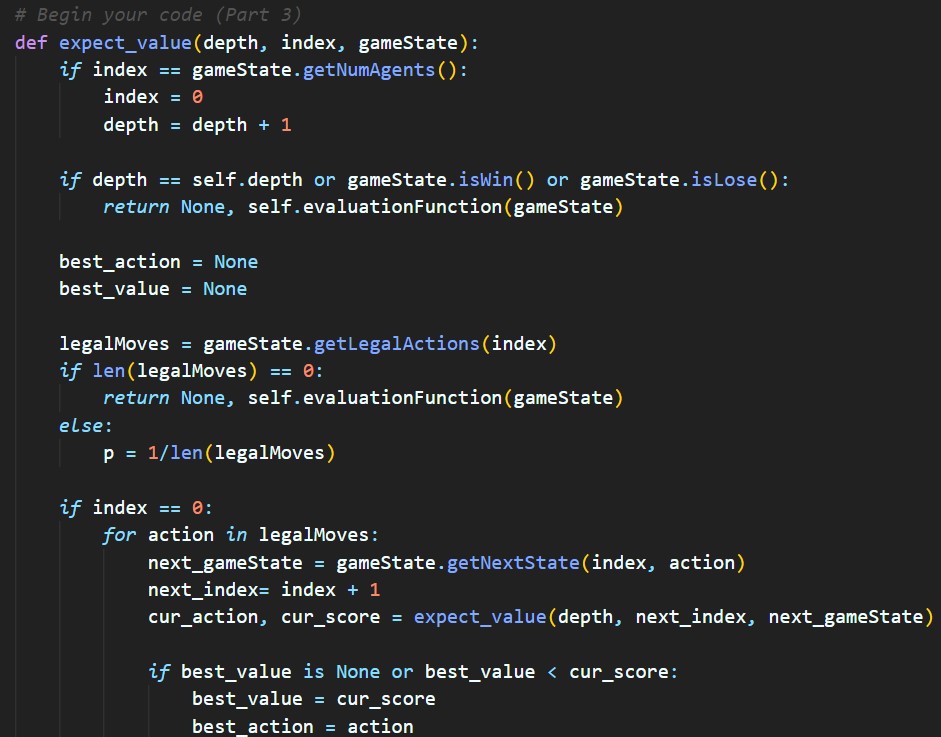 # Begin your code (Part 3)
def expect_value(depth, index, gameState):
    if index == gameState.getNumAgents():
        index = 0
        depth = depth + 1
    if depth == self.depth or gameState.isWin() or gameState.isLose():
        return None, self.evaluationFunction(gameState)
    best_action = None
    best_value = None
    legalMoves = gameState.getLegalActions(index)
    if len(legalMoves) == 0:
        return None, self.evaluationFunction(gameState)
    else:
        p = 1/len(legalMoves)
    if index == 0:
        for action in legalMoves:
            next_gameState = gameState.getNextState(index, action)
            next_index= index + 1
            cur_action, cur_score = expect_value(depth, next_index, next_gameState)
            if best_value is None or best_value < cur_score:
                best_value = cur_score
                best_action = action